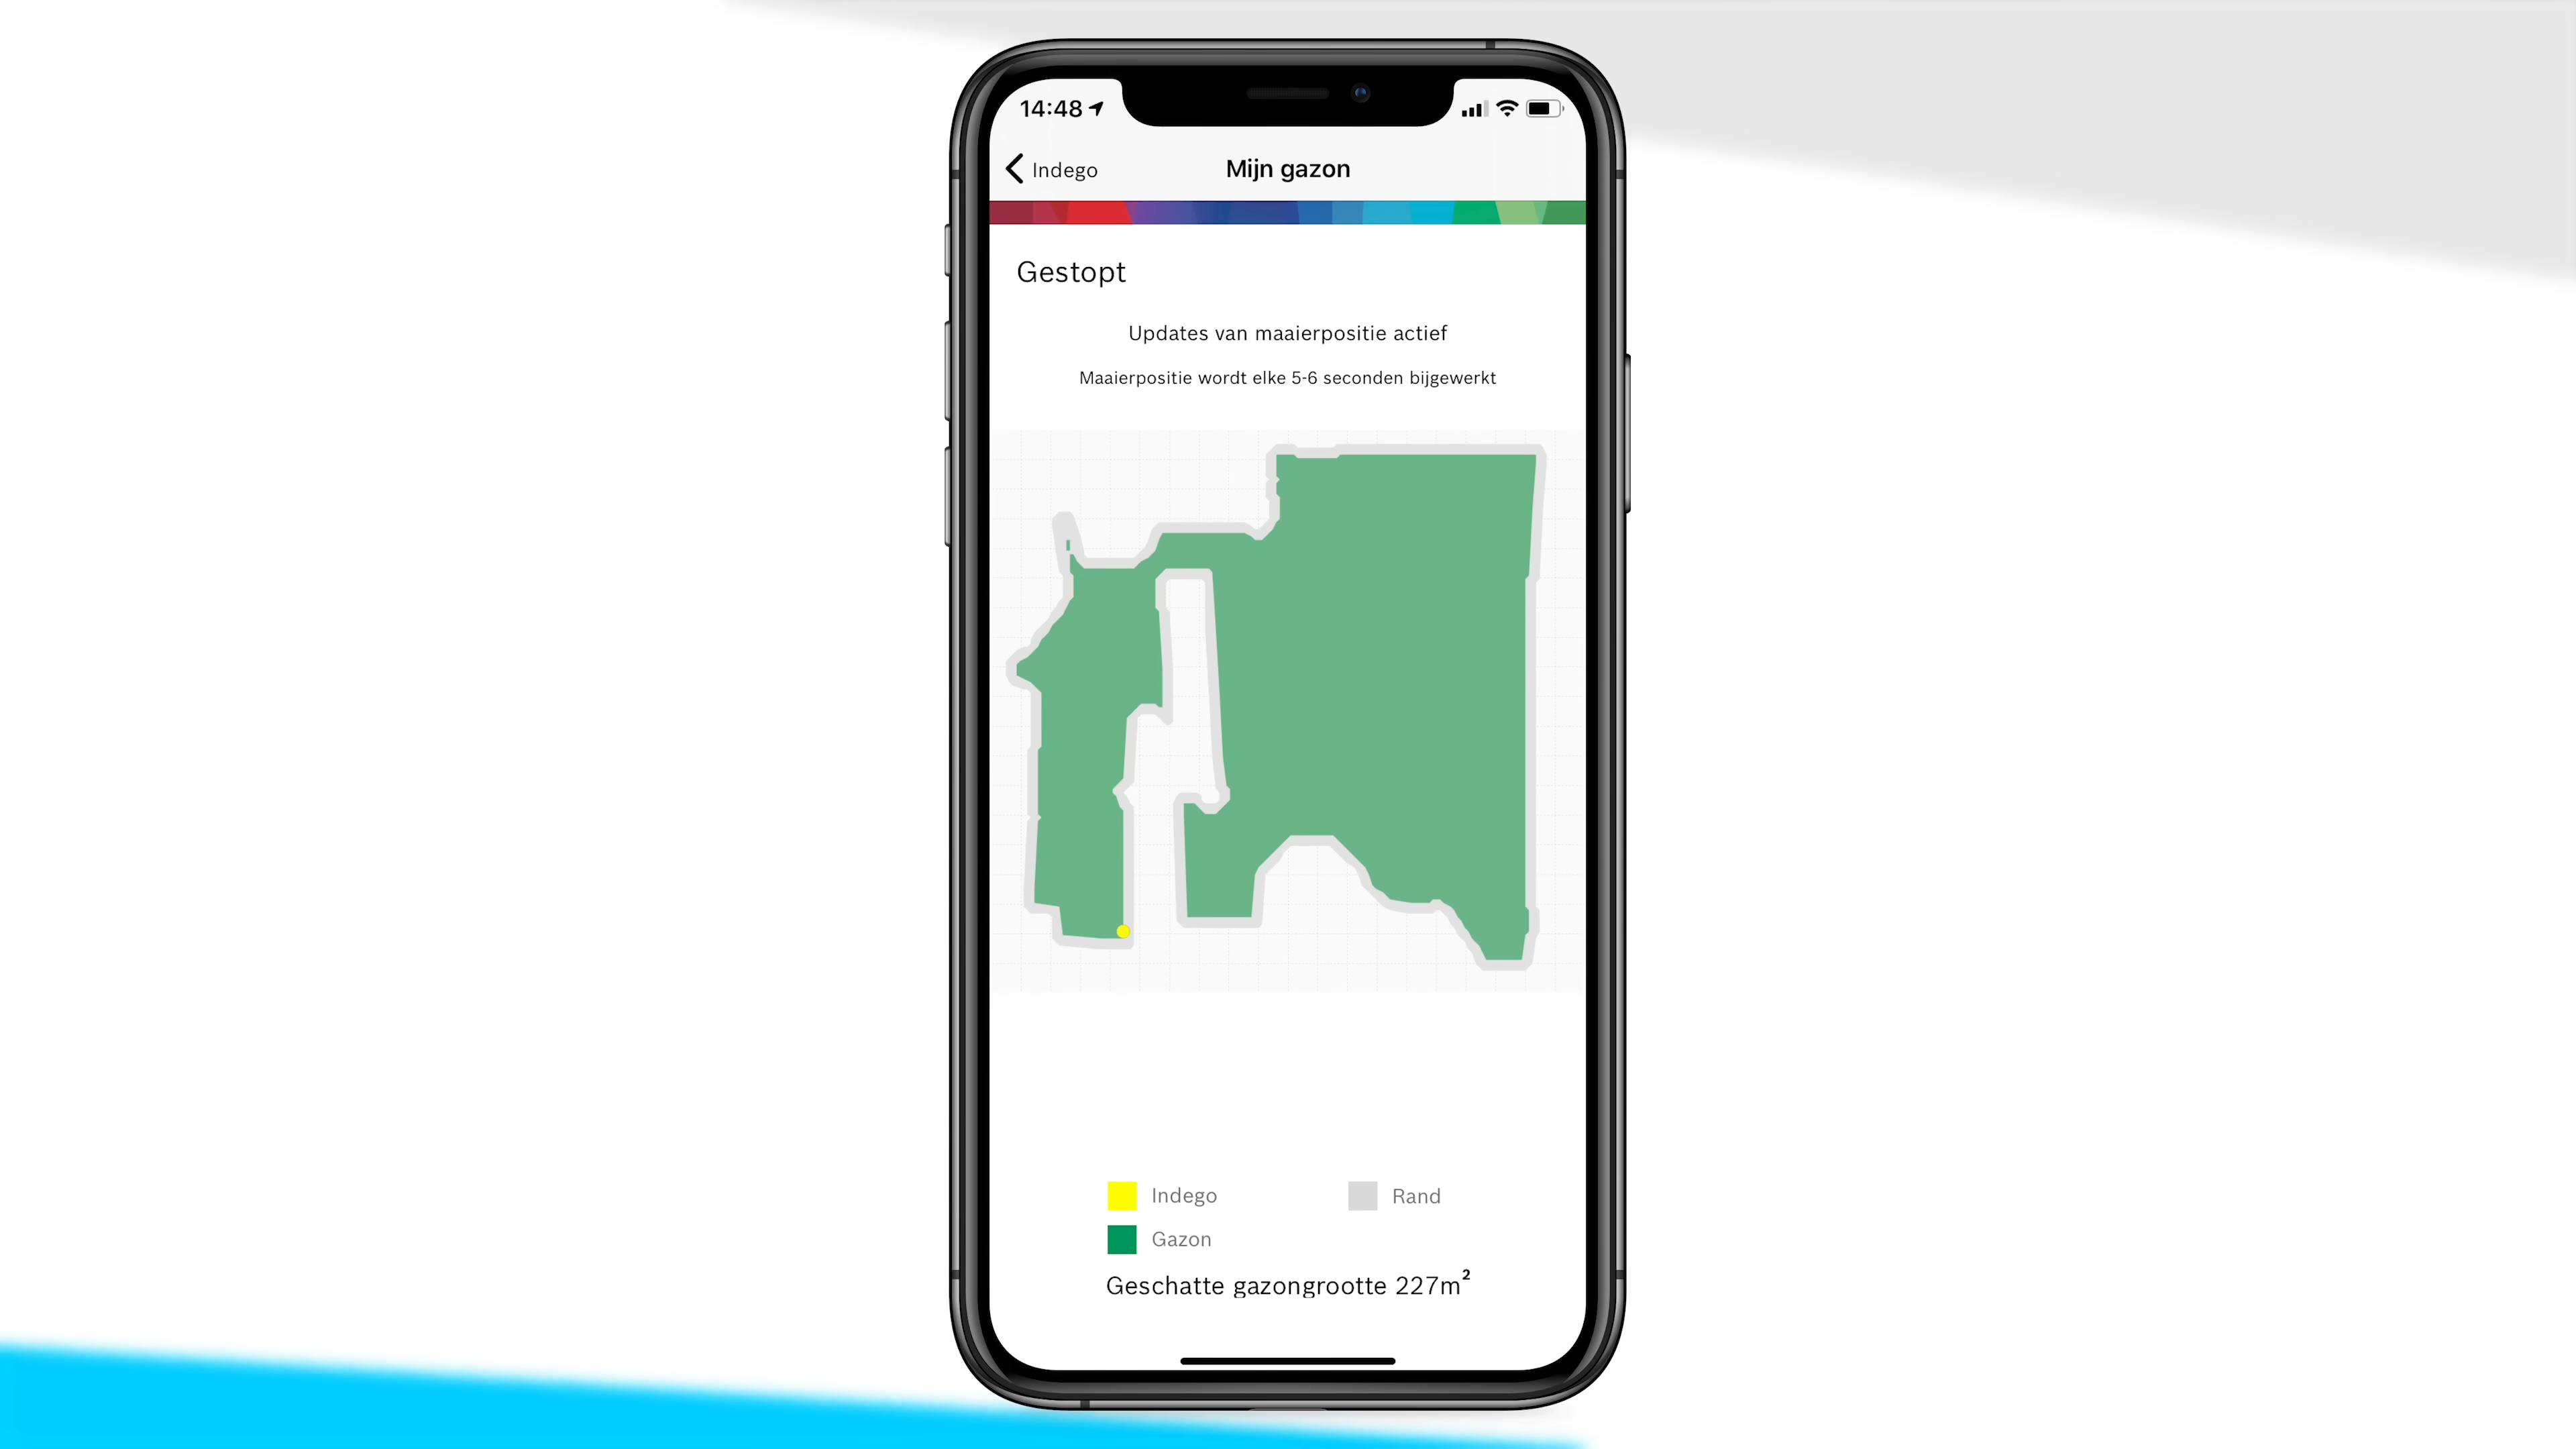 14:48
Indego
Mijn gazon
Gestopt
Updates van maaierpositie actief
Maaierpositie wordt elke 5-6 seconden bijgewerkt
Indego
Rand
Gazon
Geschatte gazongrootte 227m²